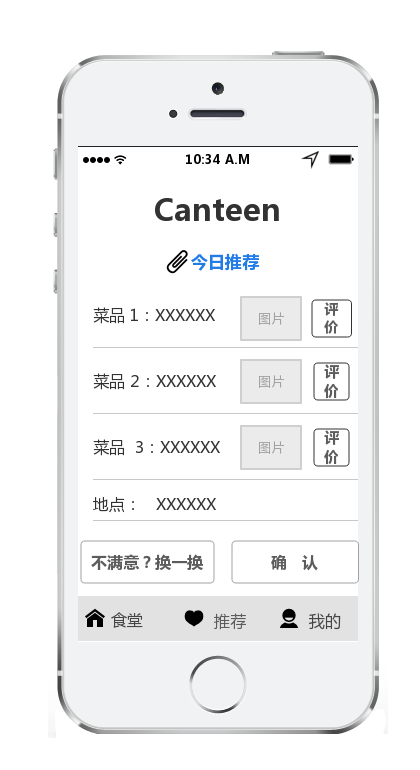 10:34 A.M
Canteen
今日推荐
菜品 1：XXXXXX
图片
评
价
菜品 2：XXXXXX
图片
评
价
菜品 3：XXXXXX
图片
评
价
地点： XXXXXX
不满意？换一换
确 认
食堂
推荐
我的